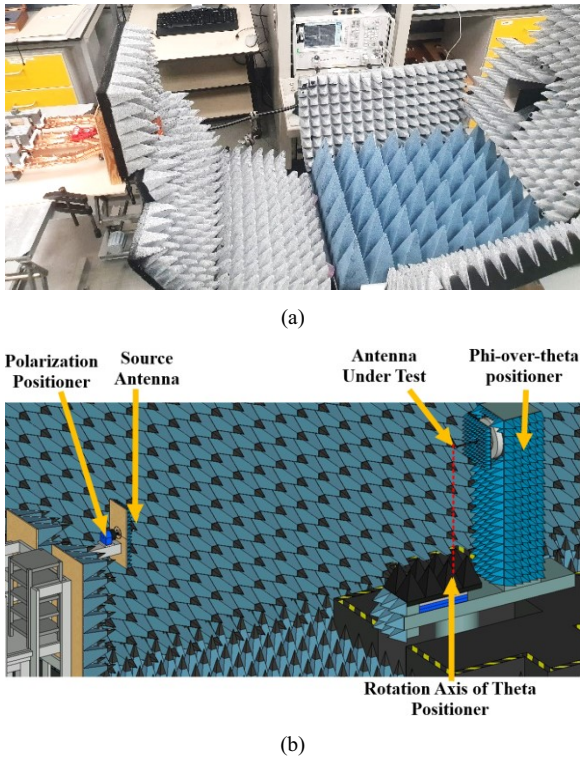 (a)
Polarization
Positioner
Source
Antenna
Antenna
Under Test
Phi-over-theta
positioner
Rotation Axis of Theta
Positioner
(b)